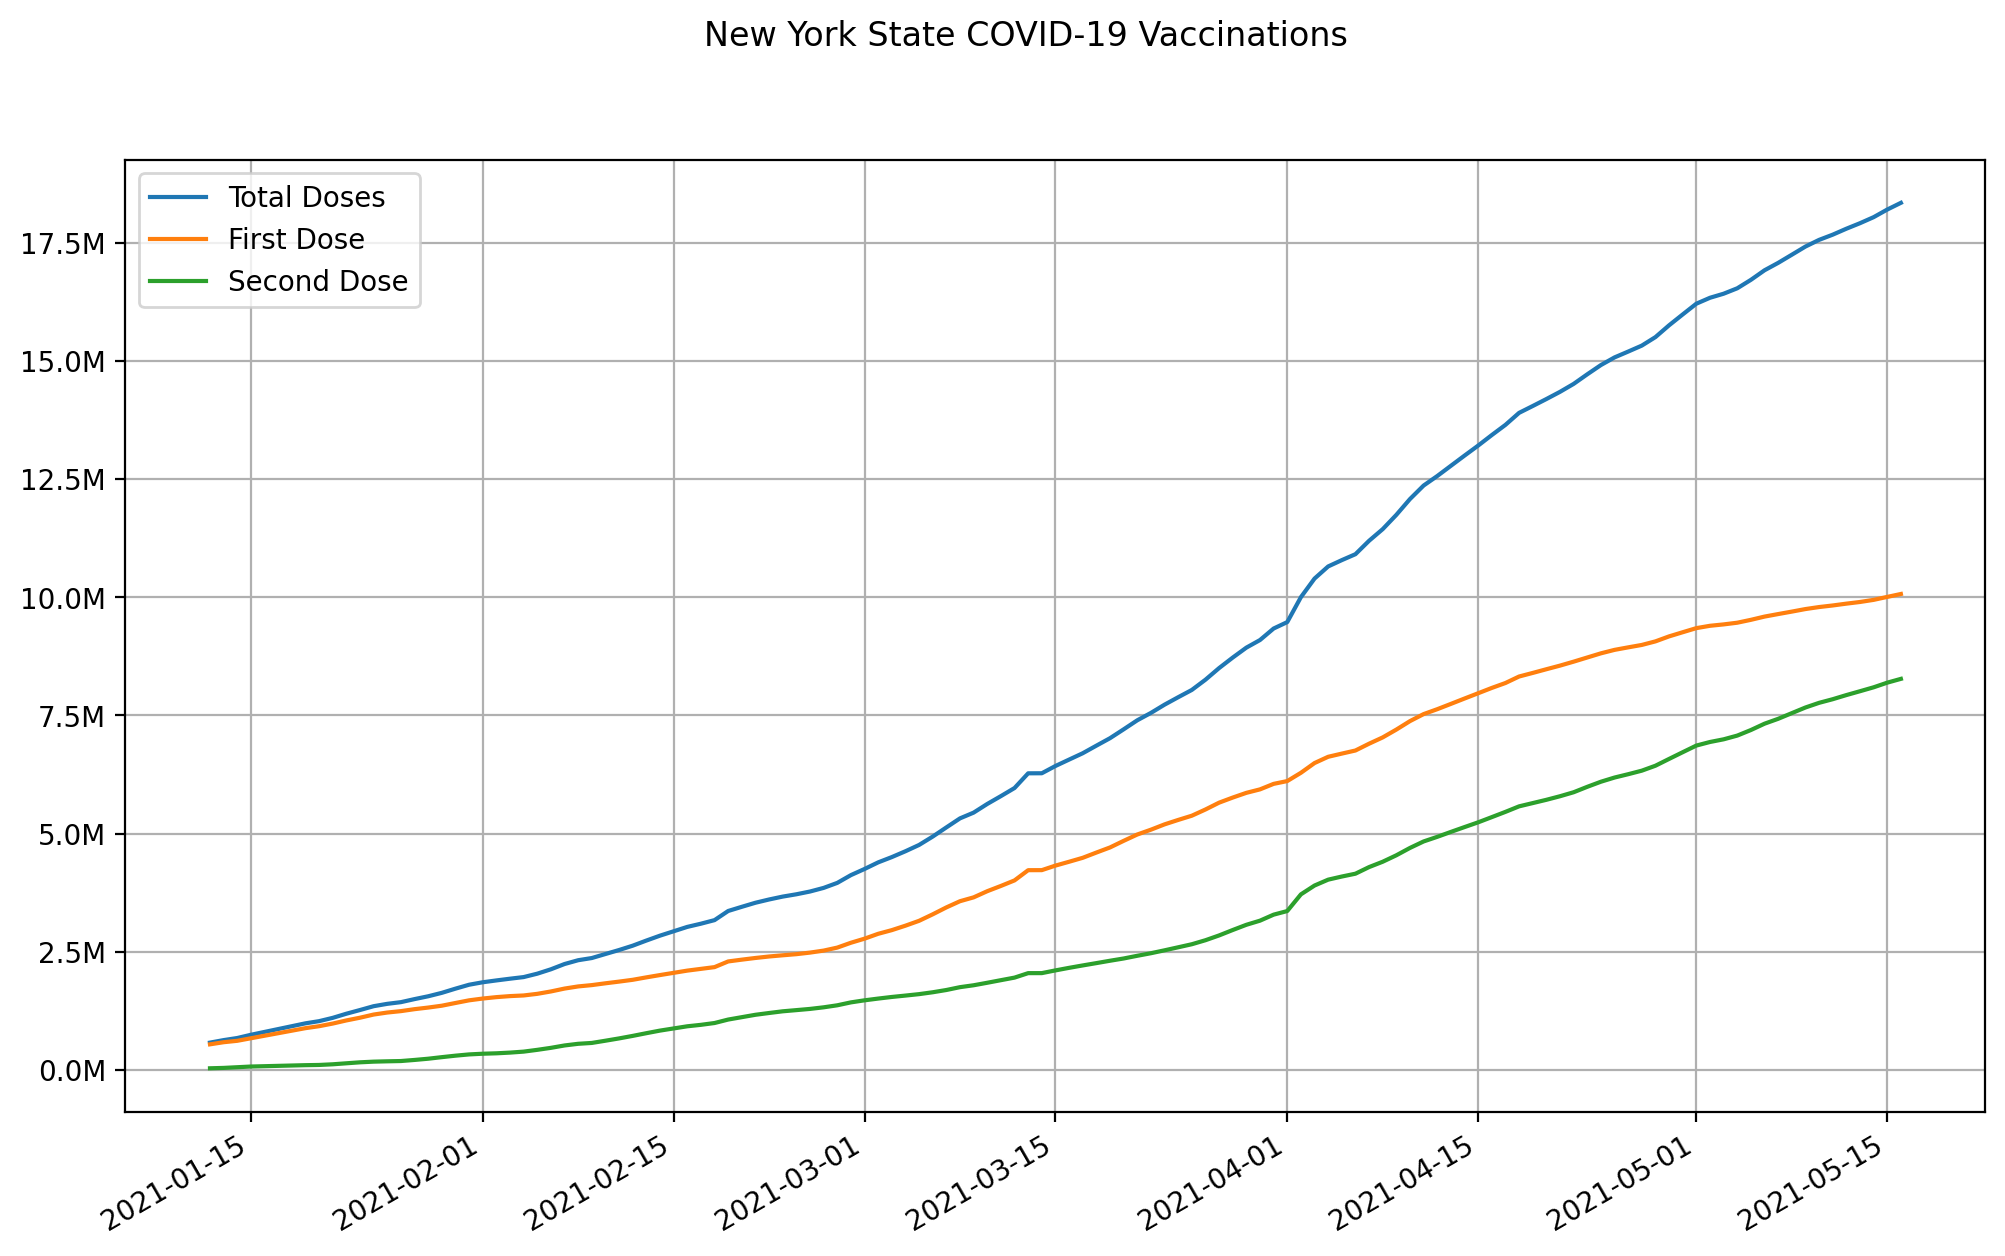 New York State COVID-19 Vaccinations
Total Doses
First Dose
Second Dose
17.5M
15.0M
12.5M
10.0M
7.5M
5.0M
2.5M
0.0M
2021-01-15
2021-02-01
2021-02-15
2021-03-01
2021-03-15
2021-04-01
2021-04-15
2021-05-01
2021-05-15